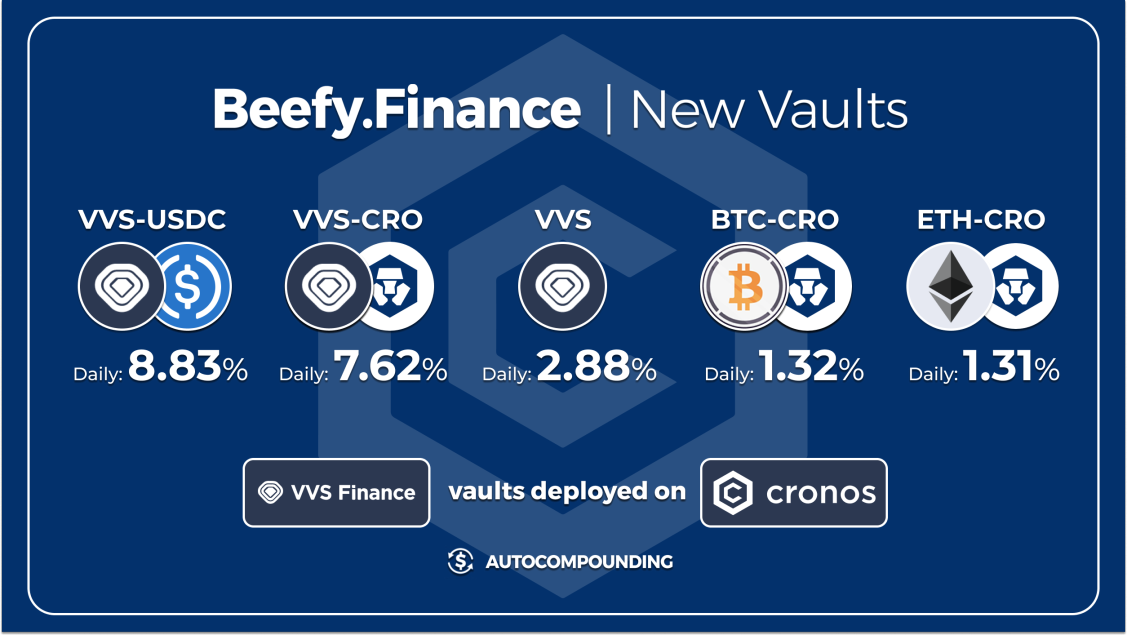 Beefy.Finance | New Vaults
VVS-USDC VVS-CRO VVS BTC-CRO ETH-CRO
Daily: 8.83% Daily: 7.62% Daily: 2.88% Daily: 1.32% Daily: 1.31%
VVS Finance vaults deployed on cronos
AUTOCOMPOUNDING